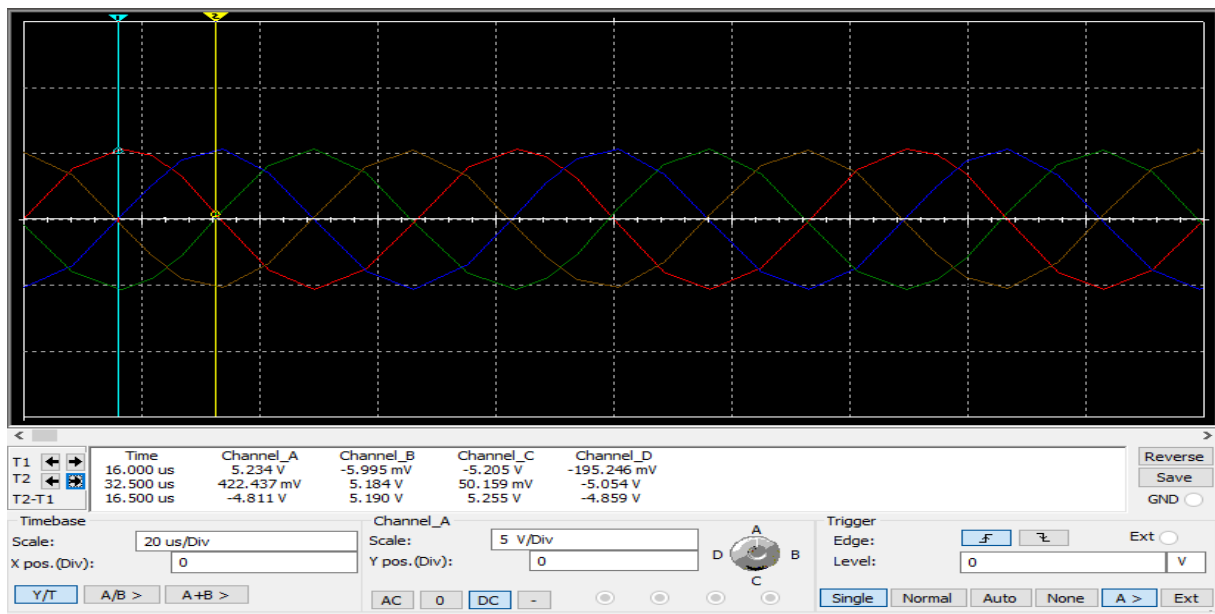 1 2
< >
T1 Time Channel_A Channel_B Channel_C Channel_D Reverse
T2 16.000 us 5.234 V -5.995 mV -5.205 V -195.246 mV
32.500 us 422.437 mV 5.184 V 50.159 mV -5.054 V Save
T2-T1 16.500 us -4.811 V 5.190 V 5.255 V -4.859 V GND
Timebase Channel_A Trigger
Scale: 20 us/Div Scale: 5 V/Div A Edge: Ext
X pos.(Div): 0 Y pos.(Div): 0 D B Level: 0 V
C
Y/T A/B > A+B > AC 0 DC - Single Normal Auto None A > Ext